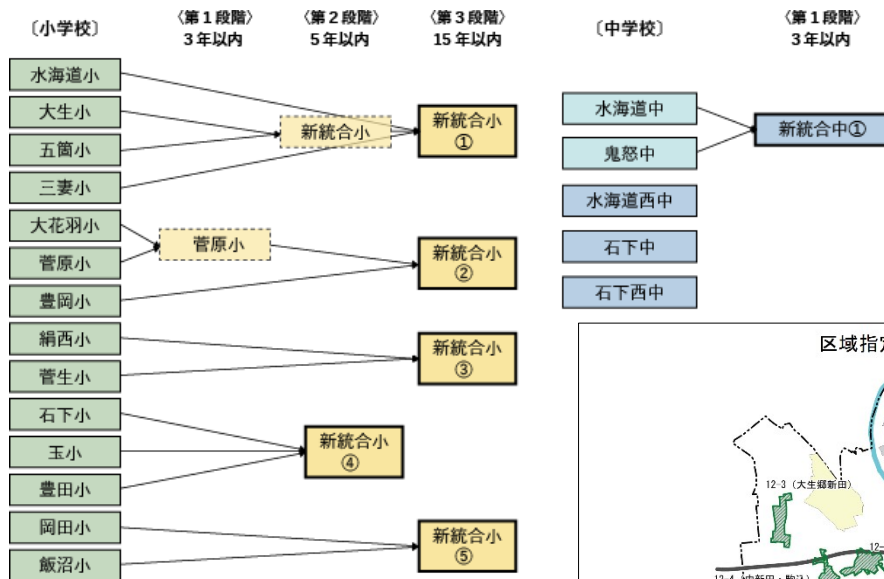 〔小学校〕
〈第１段階〉
３年以内
〈第２段階〉
５年以内
〈第３段階〉
15年以内
水海道小
大生小
五箇小
三妻小
大花羽小
菅原小
豊岡小
絹西小
菅生小
石下小
玉小
豊田小
岡田小
飯沼小
菅原小
新統合小
新統合小
④
新統合小
①
新統合小
②
新統合小
③
新統合小
⑤
〔中学校〕
〈第１段階〉
３年以内
水海道中
鬼怒中
水海道西中
石下中
石下西中
新統合中①
区域指定
12-3（大生郷新田）
12-